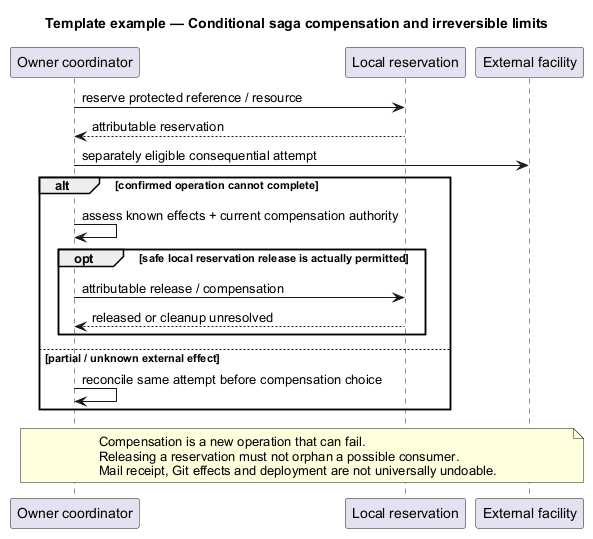 Template example — Conditional saga compensation and irreversible limits
Owner coordinator
Local reservation
External facility
reserve protected reference / resource
attributable reservation
separately eligible consequential attempt
alt
[confirmed operation cannot complete]
assess known effects + current compensation authority
opt
[safe local reservation release is actually permitted]
attributable release / compensation
released or cleanup unresolved
[partial / unknown external effect]
reconcile same attempt before compensation choice
Compensation is a new operation that can fail.
Releasing a reservation must not orphan a possible consumer.
Mail receipt, Git effects and deployment are not universally undoable.
Owner coordinator
Local reservation
External facility